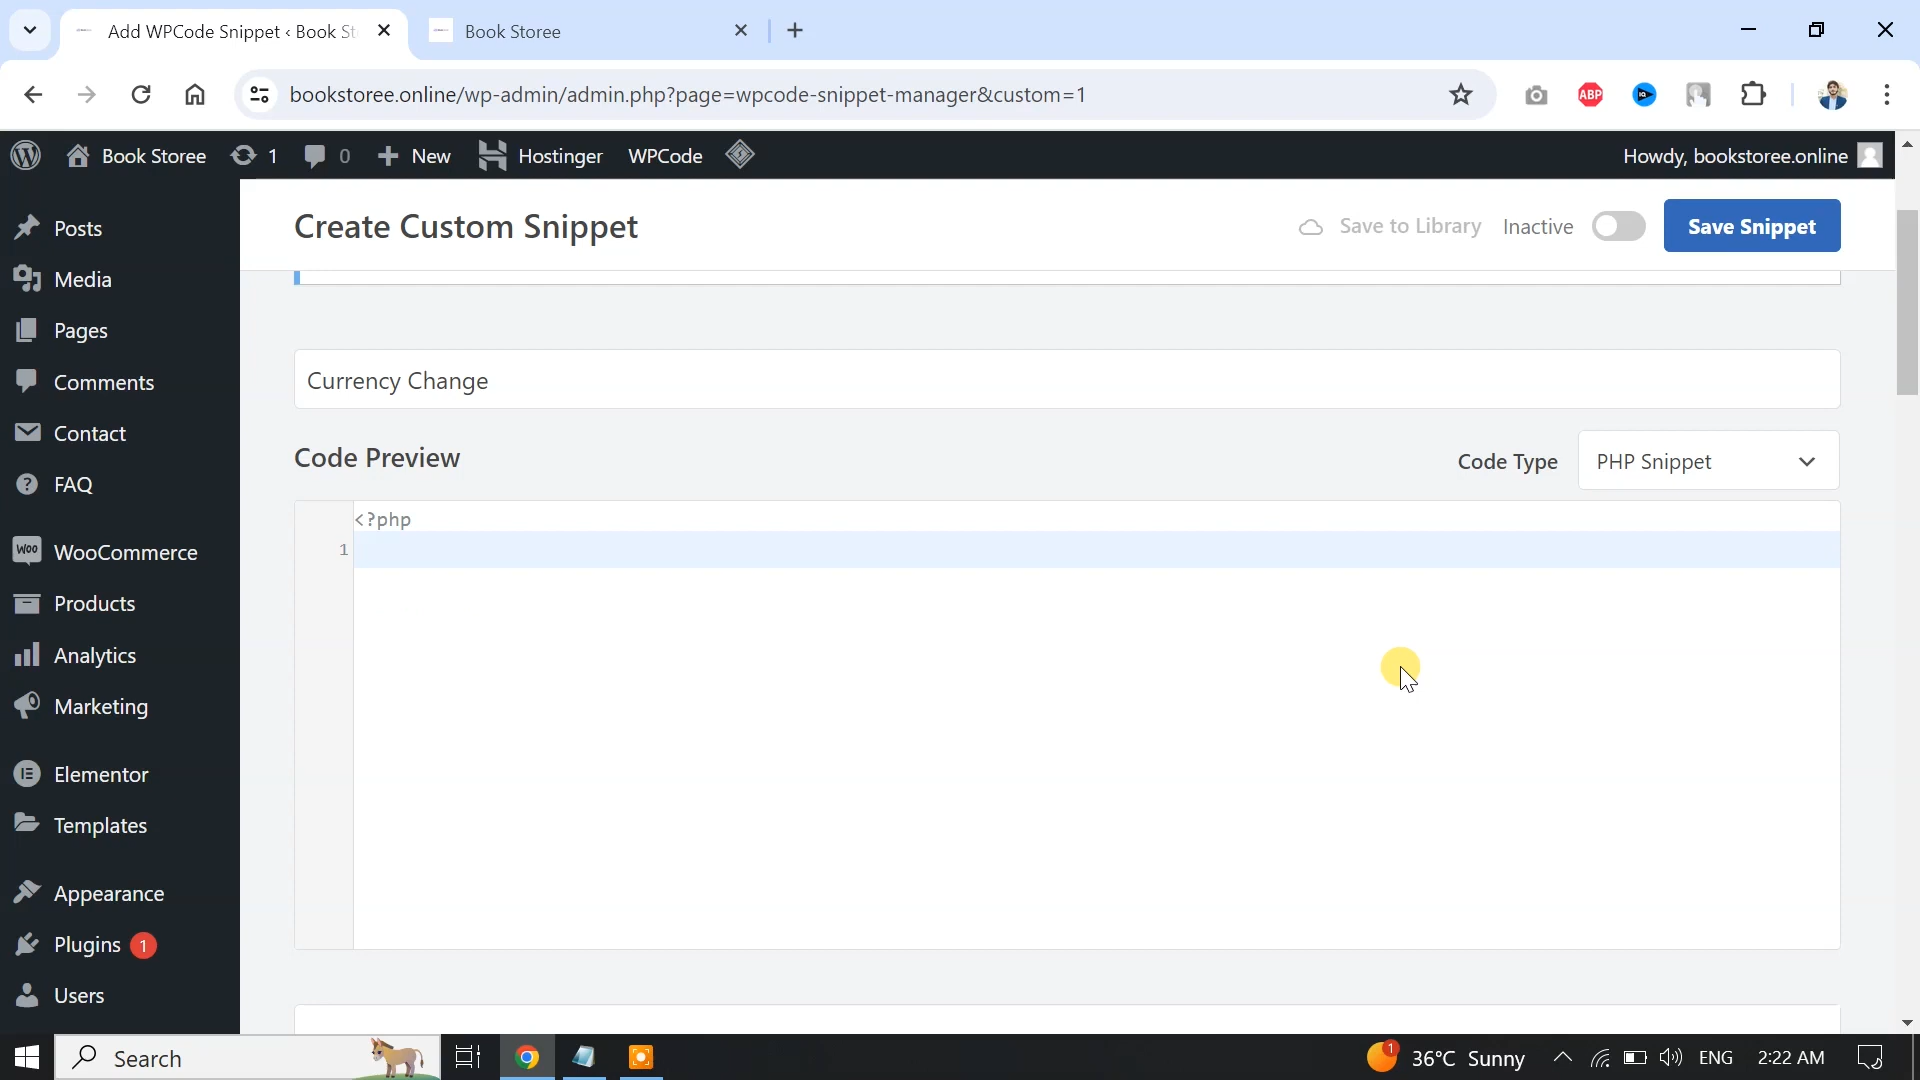 Add WPCode Snippet ‹ Book St
Book Storee
bookstoree.online/wp-admin/admin.php?page=wpcode-snippet-manager&custom=1
ABP
Book Storee
1
0
New
Hostinger
WPCode
Howdy, bookstoree.online
Posts
Media
Pages
Comments
Contact
FAQ
WooCommerce
Products
Analytics
Marketing
Elementor
Templates
Appearance
Plugins 1
Users
Create Custom Snippet
Save to Library
Inactive
Save Snippet
Currency Change
Code Preview
Code Type
PHP Snippet
<?php
1
Search
1
36°C Sunny
ENG
2:22 AM